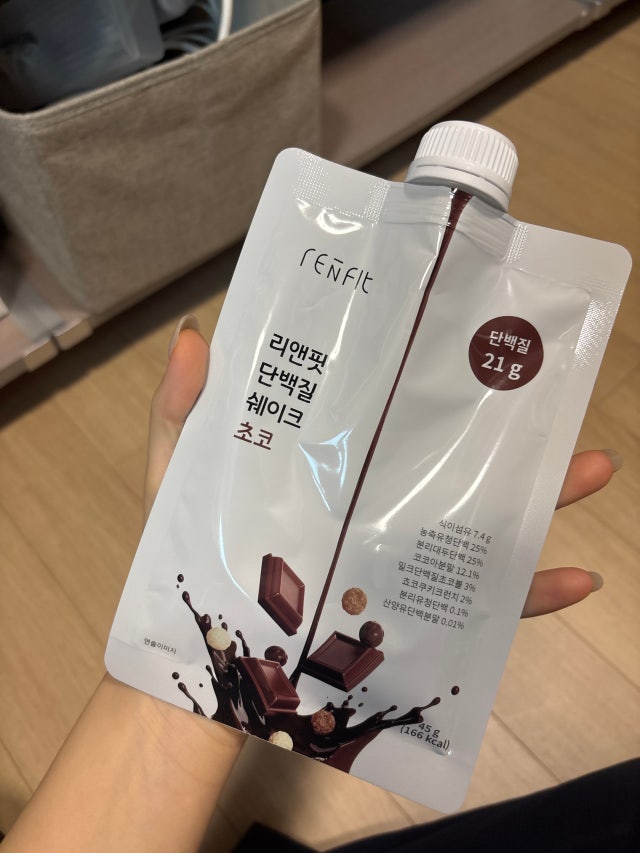 RENFit
리앤핏
단백질
쉐이크
초코
단백질
21 g
식이섬유 7.4 g
농축유청단백 25%
분리대두단백 25%
코코아분말 12.1%
밀크단백질초코볼 3%
쵸코쿠키크런치 2%
분리유청단백 0.1%
산양유단백분말 0.01%
연출이미지
45 g
(166 kcal)